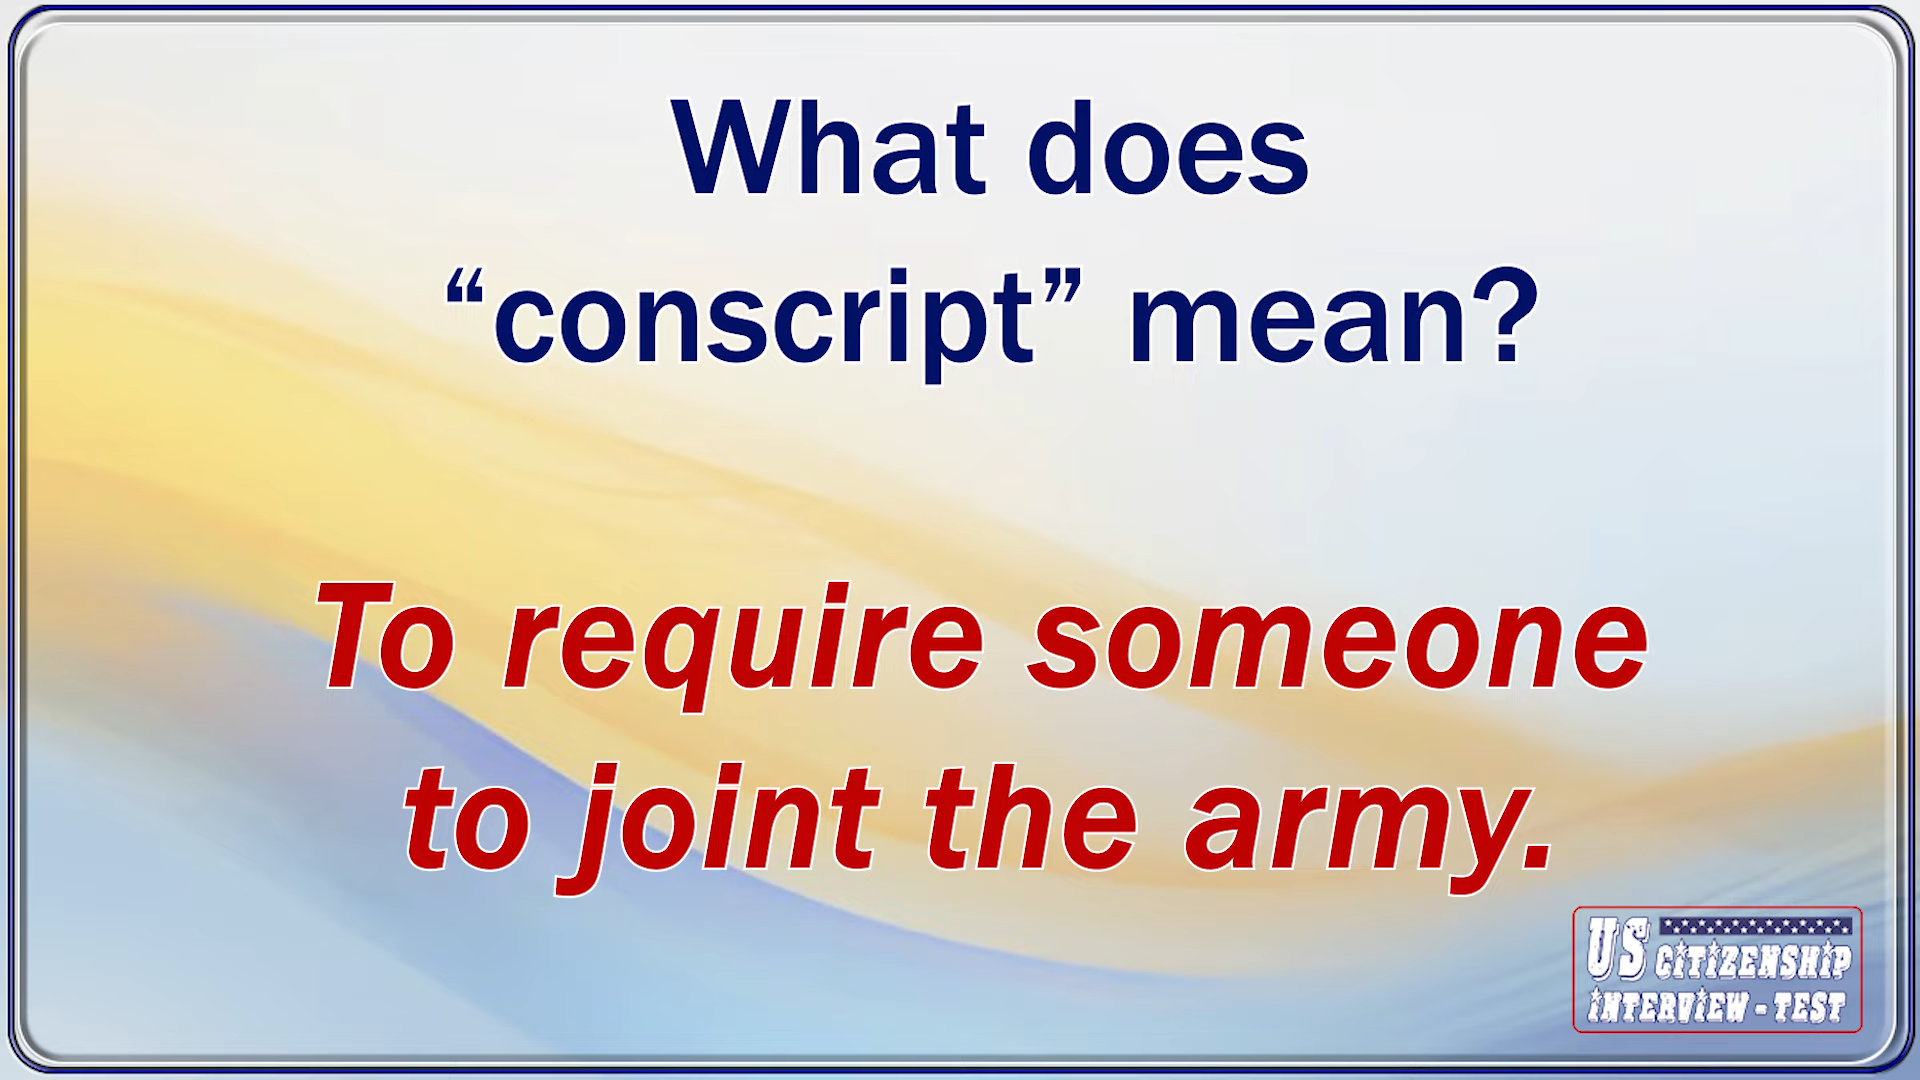 What does
“conscript” mean?
To require someone
to joint the army.
US CITIZENSHIP
INTERVIEW - TEST